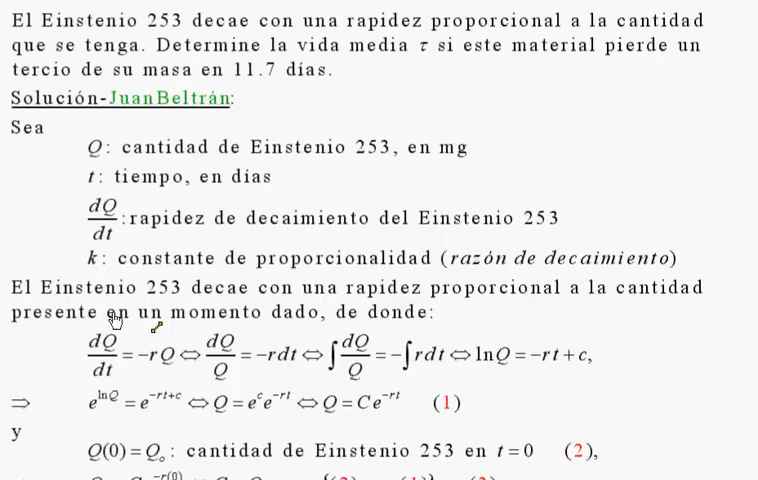 El Einstenio 253 decae con una rapidez proporcional a la cantidad
que se tenga. Determine la vida media τ si este material pierde un
tercio de su masa en 11.7 días.
Solución-JuanBeltrán:
Sea
Q: cantidad de Einstenio 253, en mg
t: tiempo, en días
dQ/dt :rapidez de decaimiento del Einstenio 253
k: constante de proporcionalidad (razón de decaimiento)
El Einstenio 253 decae con una rapidez proporcional a la cantidad
presente en un momento dado, de donde:
dQ/dt = −rQ ⇔ dQ/Q = −rdt ⇔ ∫dQ/Q = −∫rdt ⇔ lnQ = −rt + c,
⇒ e^{lnQ} = e^{−rt+c} ⇔ Q = e^c e^{−rt} ⇔ Q = Ce^{−rt} (1)
y
Q(0) = Q₀: cantidad de Einstenio 253 en t = 0 (2),